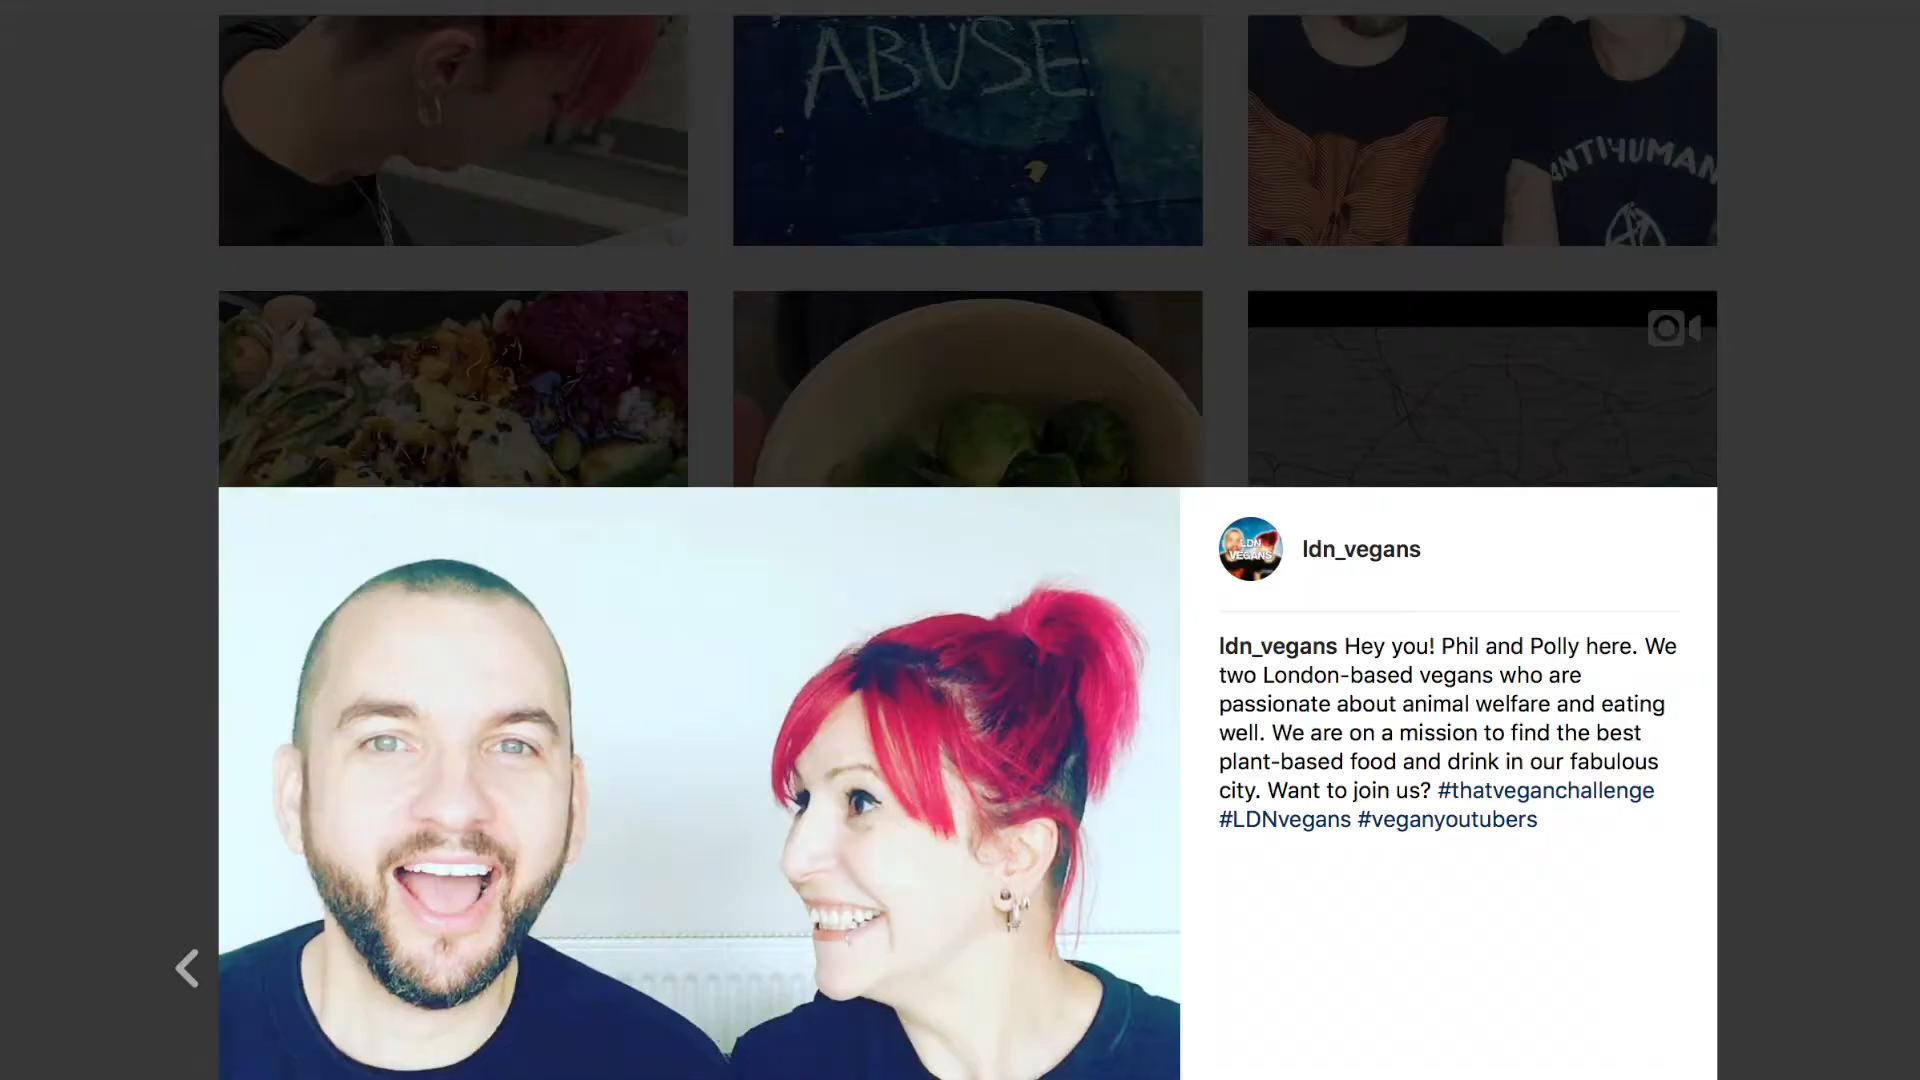 ABUSE
ANTIHUMAN
LDN
VEGANS
ldn_vegans
ldn_vegans Hey you! Phil and Polly here. We
two London-based vegans who are
passionate about animal welfare and eating
well. We are on a mission to find the best
plant-based food and drink in our fabulous
city. Want to join us? #thatveganchallenge
#LDNvegans #veganyoutubers